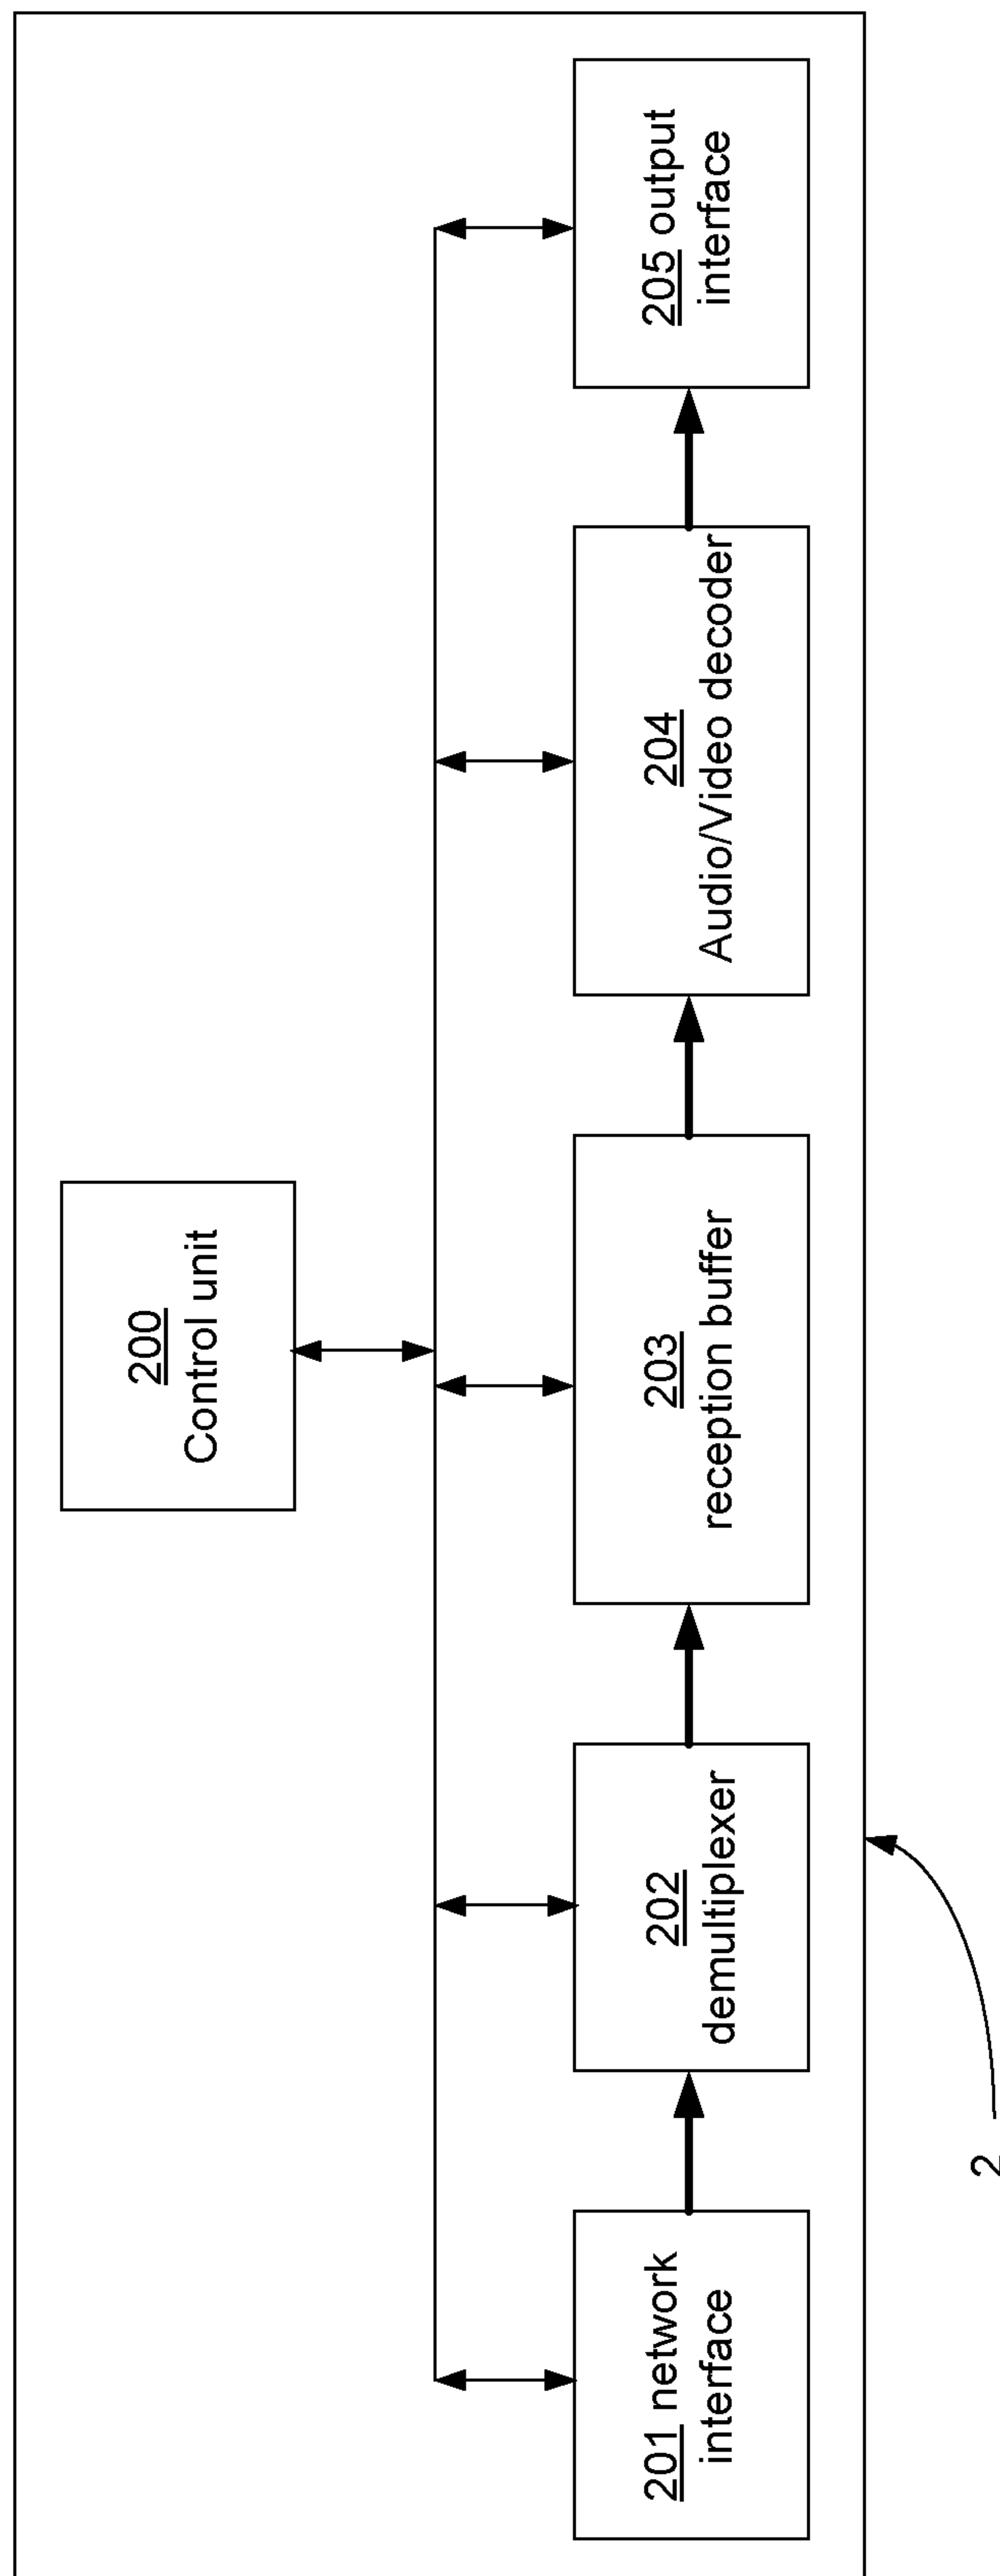 200
Control unit
201 network
interface
202
demultiplexer
203
reception buffer
204
Audio/Video decoder
205 output
interface
2